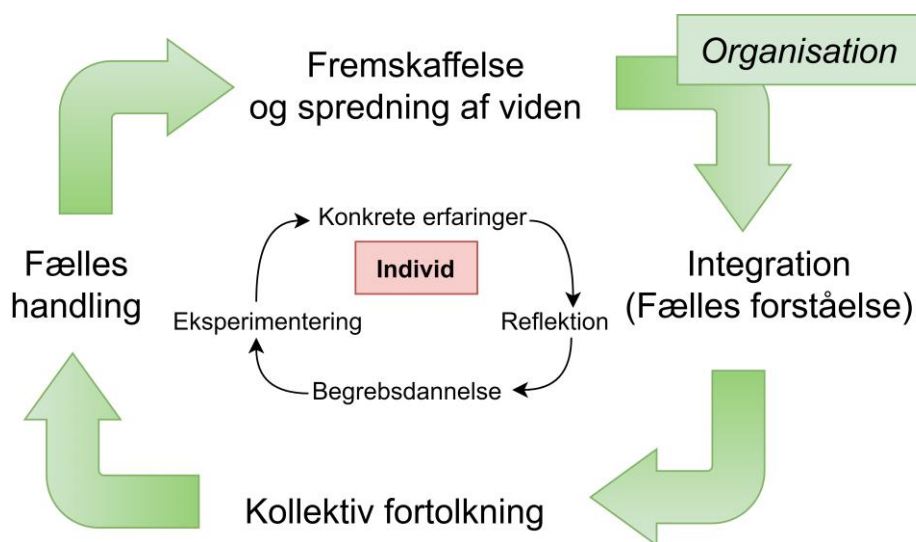 Organisation
Fremskaffelse
og spredning af viden
Konkrete erfaringer
Individ
Fælles
handling
Integration
(Fælles forståelse)
Eksperimentering
Reflektion
Begrebsdannelse
Kollektiv fortolkning